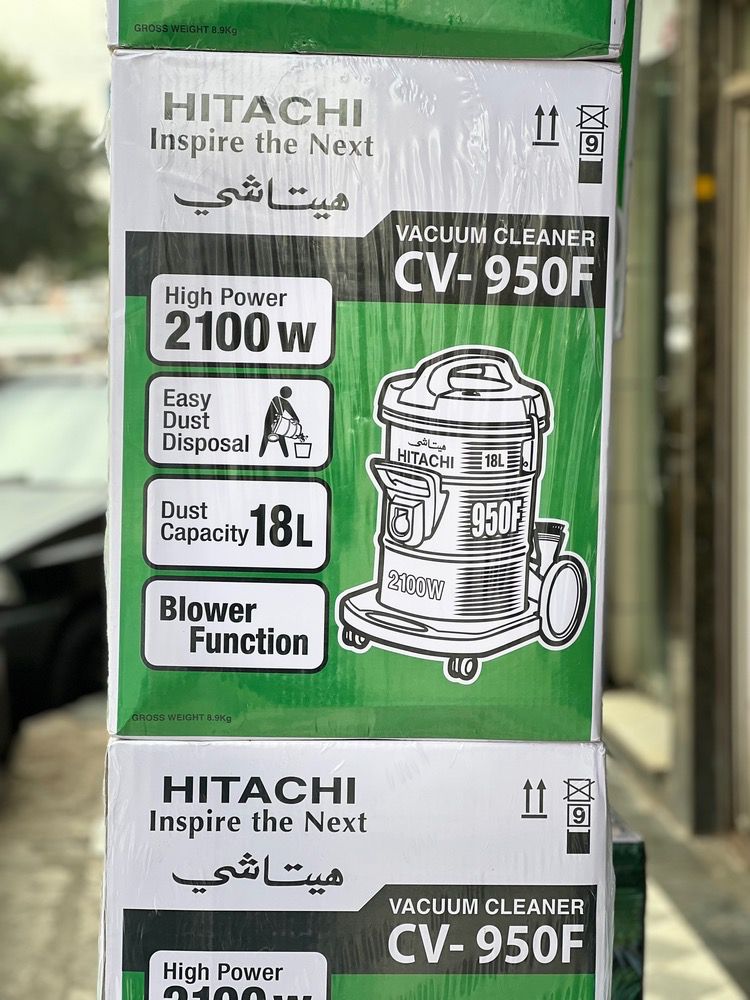 GROSS WEIGHT 8.9Kg
HITACHI
Inspire the Next
هيتاشي
9
VACUUM CLEANER
CV- 950F
High Power
2100 W
Easy
Dust
Disposal
Dust
Capacity 18L
Blower
Function
هيتاشي
HITACHI 18L
950F
2100W
GROSS WEIGHT 8.9Kg
HITACHI
Inspire the Next
هيتاشي
9
VACUUM CLEANER
CV- 950F
High Power
2100 W